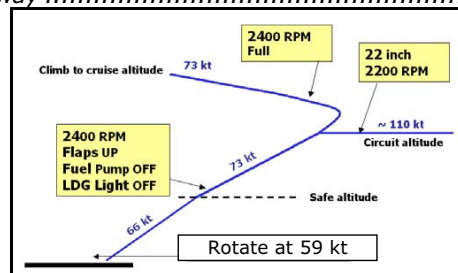 way
2400 RPM
Full
73 kt
Climb to cruise altitude
22 inch
2200 RPM
~ 110 kt
Circuit altitude
2400 RPM
Flaps UP
Fuel Pump OFF
LDG Light OFF
73 kt
Safe altitude
66 kt
Rotate at 59 kt